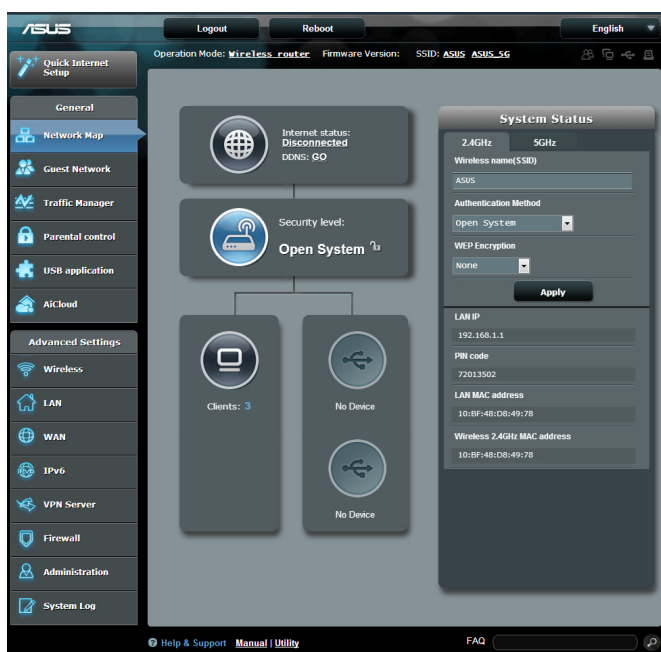 ASUS
Logout
Reboot
English
Quick Internet
Setup
Operation Mode: Wireless router Firmware Version: SSID: ASUS ASUS_5G
General
Network Map
Guest Network
Traffic Manager
Parental control
USB application
AiCloud
Advanced Settings
Wireless
LAN
WAN
IPv6
VPN Server
Firewall
Administration
System Log
Internet status:
Disconnected
DDNS: GO
Security level:
Open System
Clients: 3
No Device
No Device
System Status
2.4GHz
5GHz
Wireless name(SSID)
ASUS
Authentication Method
Open System
WEP Encryption
None
Apply
LAN IP
192.168.1.1
PIN code
72013502
LAN MAC address
10:BF:48:D8:49:78
Wireless 2.4GHz MAC address
10:BF:48:D8:49:78
Help & Support Manual | Utility
FAQ